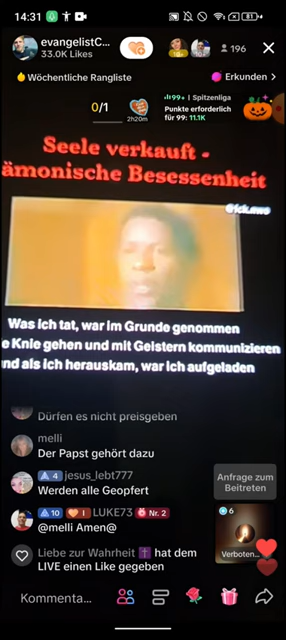 14:31
81
evangelistC...
33.0K Likes
196
Wöchentliche Rangliste
Erkunden >
0/1
2h20m
99+ | Spitzenliga
Punkte erforderlich
für 99: 11.1K
Seele verkauft -
ämonische Besessenheit
Was ich tat, war im Grunde genommen
e Knie gehen und mit Geistern kommunizieren
nd als ich herauskam, war ich aufgeladen
Dürfen es nicht preisgeben
melli
Der Papst gehört dazu
4 jesus_lebt777
Werden alle Geopfert
10 I LUKE73 Nr. 2
@melli Amen@
Liebe zur Wahrheit hat dem
LIVE einen Like gegeben
Anfrage zum
Beitreten
6
Verboten...
Kommenta...